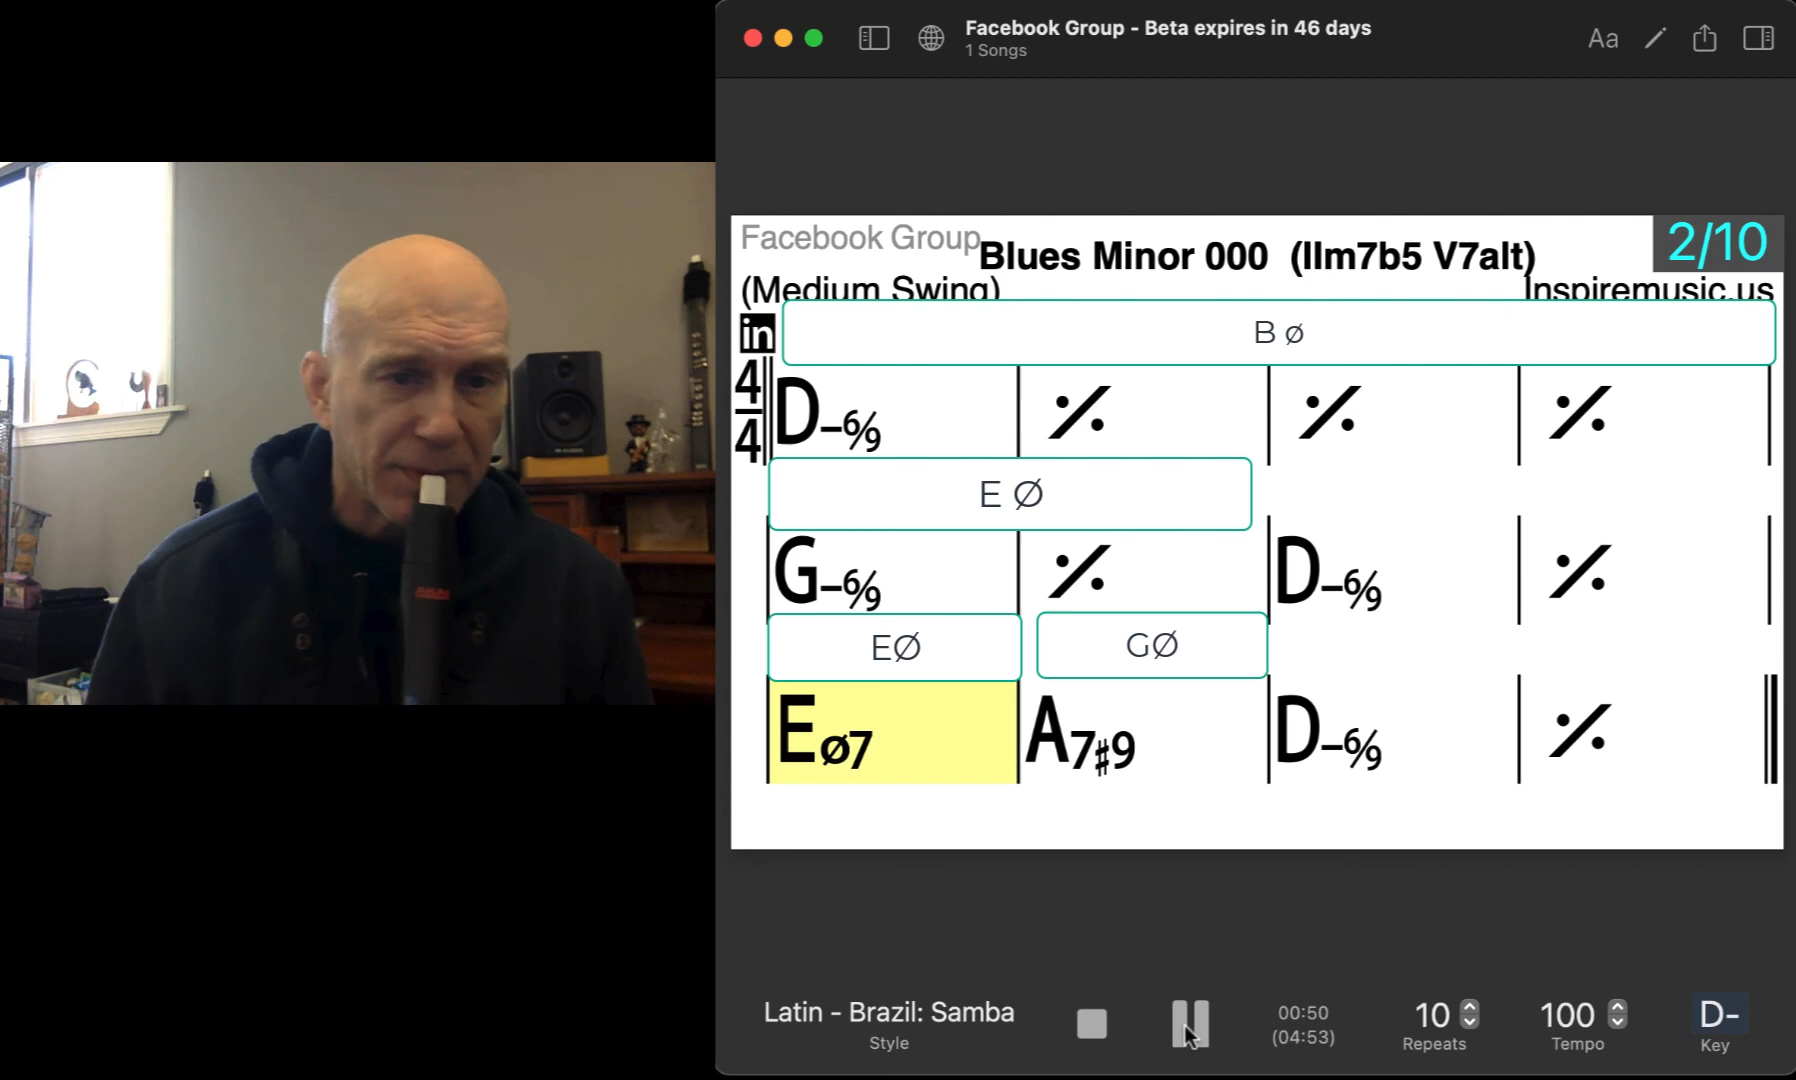 Facebook Group - Beta expires in 46 days
1 Songs
Aa
Facebook Group
Blues Minor 000 (IIm7b5 V7alt)
2/10
(Medium Swing)
Inspiremusic.us
in
B ø
4
4
D–6/9
E Ø
G–6/9
D–6/9
EØ
GØ
Eø7
A7♯9
D–6/9
AKAI
Latin - Brazil: Samba
Style
00:50
(04:53)
10
Repeats
100
Tempo
D-
Key